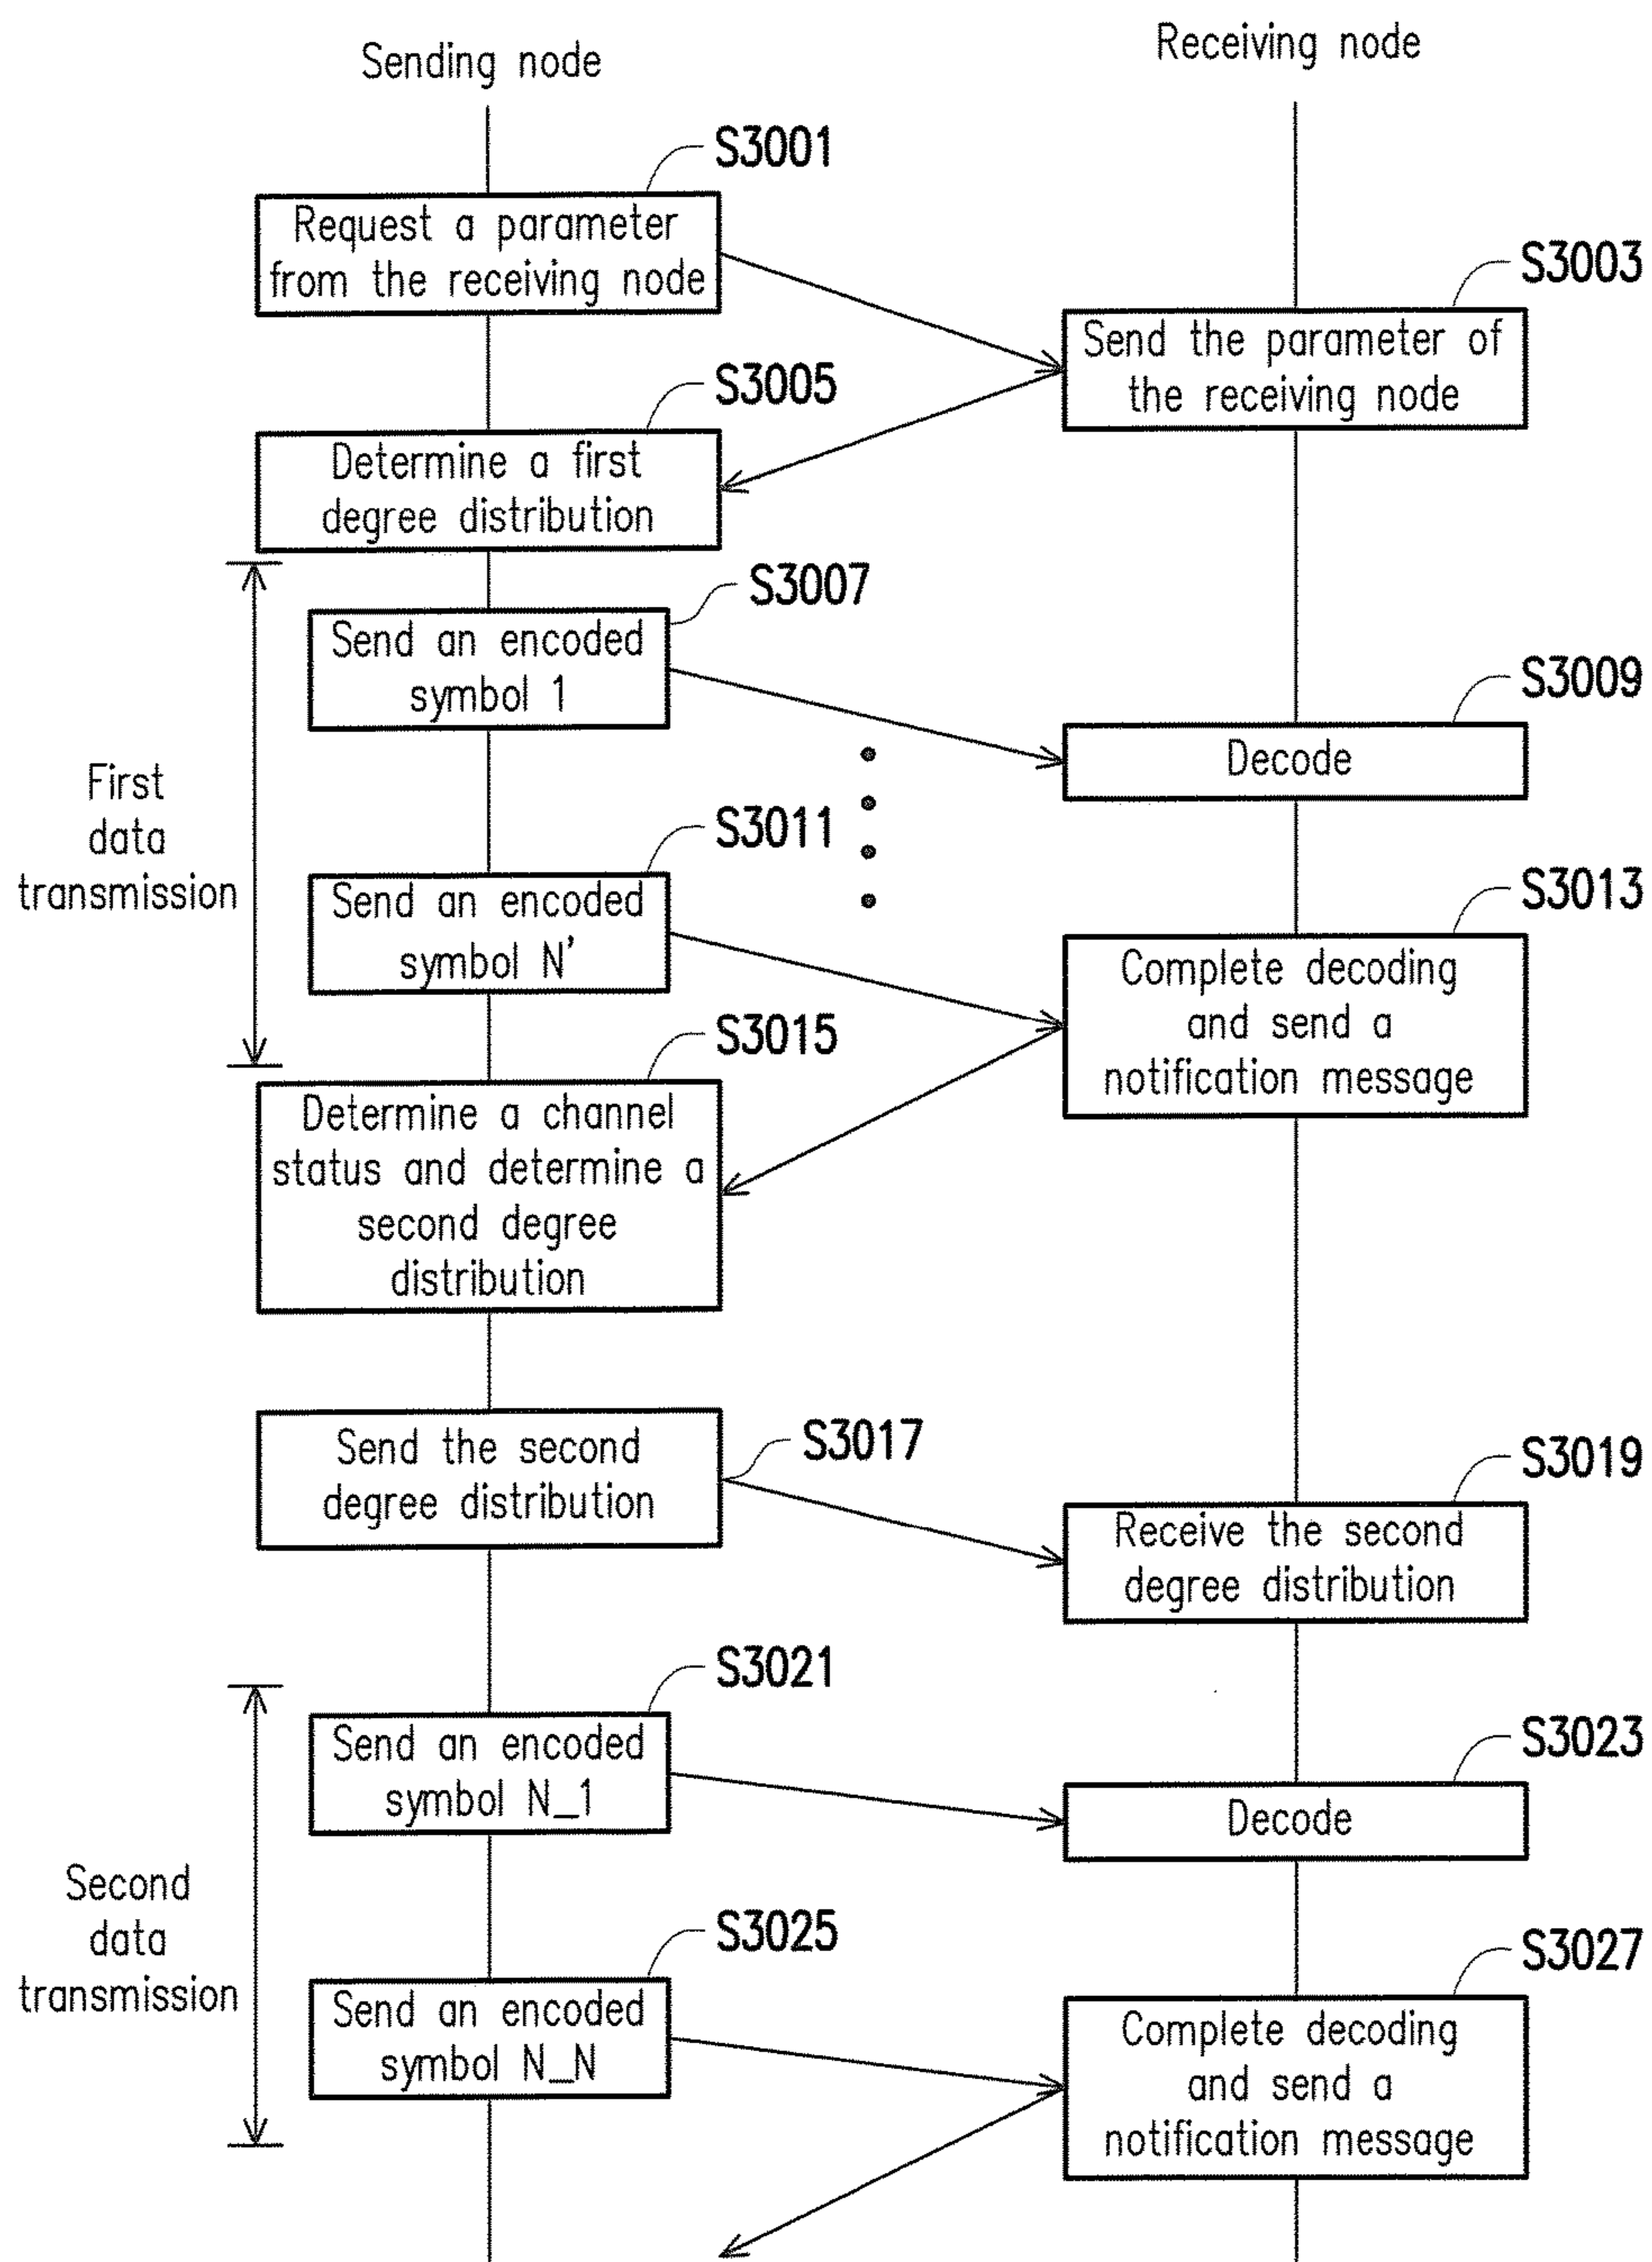 Sending node
Receiving node
S3001
Request a parameter
from the receiving node
S3003
Send the parameter of
the receiving node
S3005
Determine a first
degree distribution
First
data
transmission
S3007
Send an encoded
symbol 1
S3009
Decode
S3011
Send an encoded
symbol N'
S3013
Complete decoding
and send a
notification message
S3015
Determine a channel
status and determine a
second degree
distribution
S3017
Send the second
degree distribution
S3019
Receive the second
degree distribution
Second
data
transmission
S3021
Send an encoded
symbol N_1
S3023
Decode
S3025
Send an encoded
symbol N_N
S3027
Complete decoding
and send a
notification message